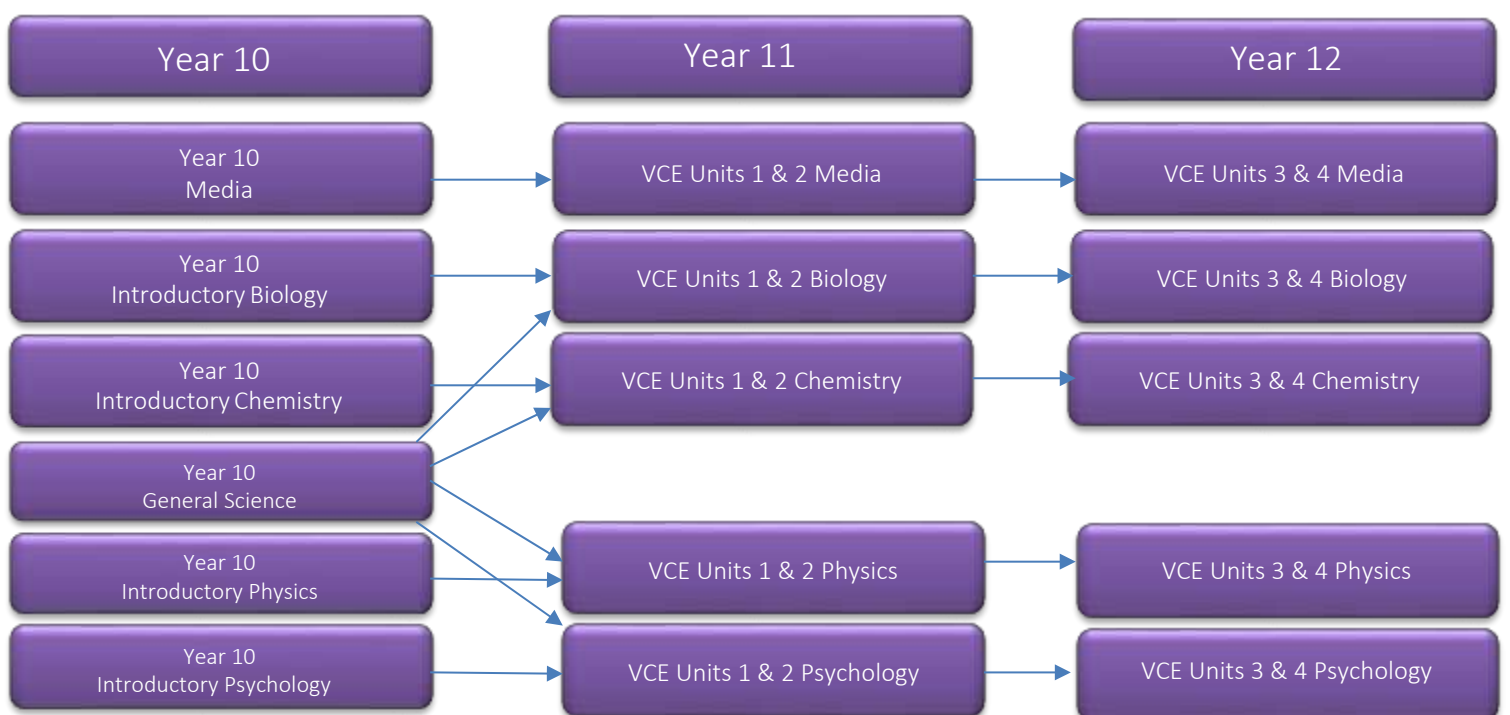 Year 10
Year 11
Year 12
Year 10
Media
VCE Units 1 & 2 Media
VCE Units 3 & 4 Media
Year 10
Introductory Biology
VCE Units 1 & 2 Biology
VCE Units 3 & 4 Biology
Year 10
Introductory Chemistry
VCE Units 1 & 2 Chemistry
VCE Units 3 & 4 Chemistry
Year 10
General Science
Year 10
Introductory Physics
VCE Units 1 & 2 Physics
VCE Units 3 & 4 Physics
Year 10
Introductory Psychology
VCE Units 1 & 2 Psychology
VCE Units 3 & 4 Psychology